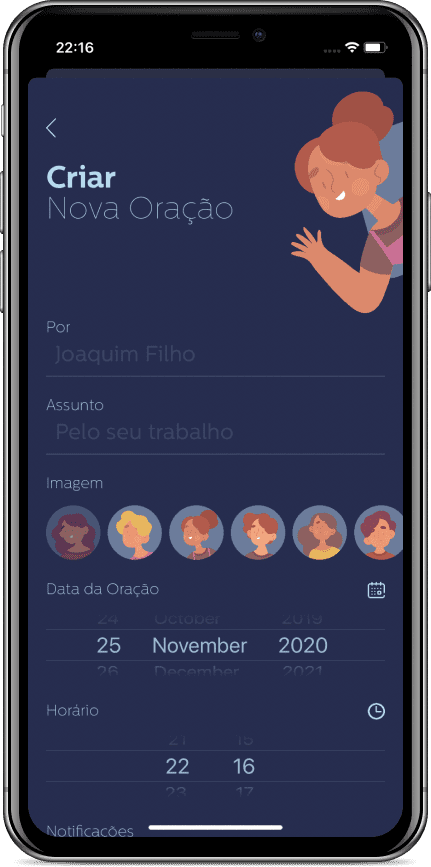 22:16
Criar
Nova Oração
Por
Joaquim Filho
Assunto
Pelo seu trabalho
Imagem
Data da Oração
24 October 2019
25 November 2020
26 December 2021
Horário
21 15
22 16
23 17
Notificações